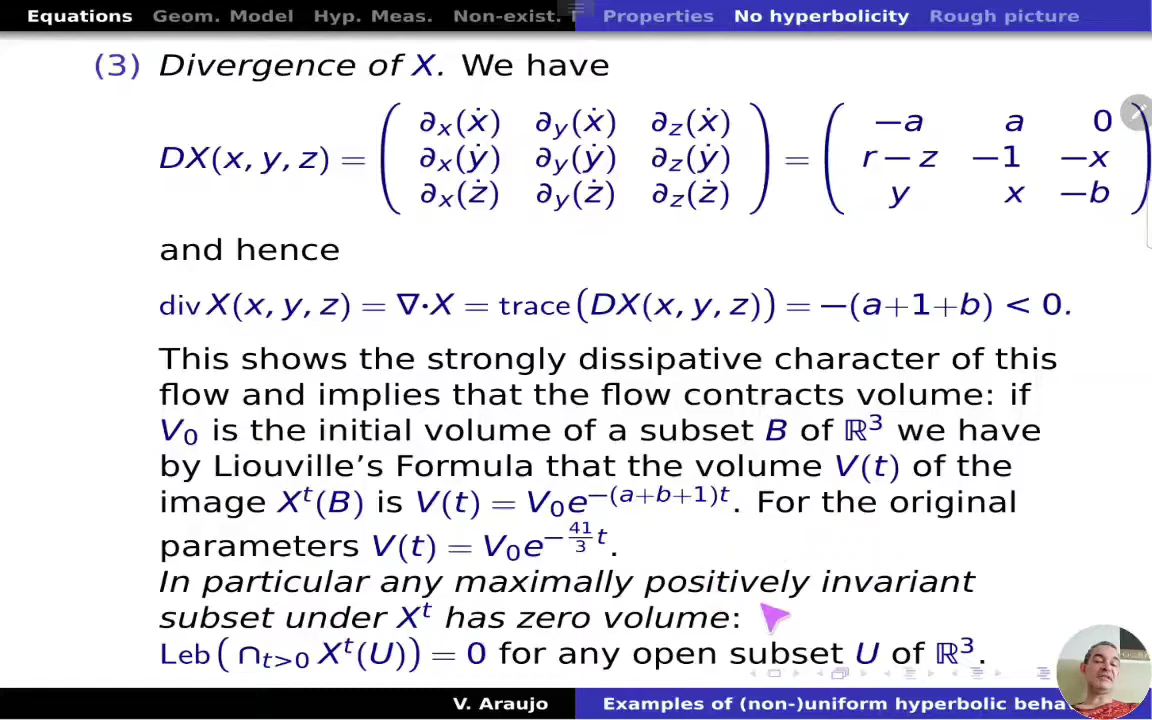 Equations Geom. Model Hyp. Meas. Non-exist. Properties No hyperbolicity Rough picture
(3) Divergence of X. We have
DX(x, y, z) = ( ∂x(ẋ) ∂y(ẋ) ∂z(ẋ) ) = ( −a a 0 )
( ∂x(ẏ) ∂y(ẏ) ∂z(ẏ) ) ( r − z −1 −x )
( ∂x(ż) ∂y(ż) ∂z(ż) ) ( y x −b )
and hence
div X(x, y, z) = ∇·X = trace(DX(x, y, z)) = −(a+1+b) < 0.
This shows the strongly dissipative character of this
flow and implies that the flow contracts volume: if
V₀ is the initial volume of a subset B of ℝ³ we have
by Liouville's Formula that the volume V(t) of the
image Xᵗ(B) is V(t) = V₀e^{−(a+b+1)t}. For the original
parameters V(t) = V₀e^{−\frac{41}{3}t}.
In particular any maximally positively invariant
subset under Xᵗ has zero volume:
Leb(∩_{t>0} Xᵗ(U)) = 0 for any open subset U of ℝ³.
V. Araujo Examples of (non-)uniform hyperbolic beha